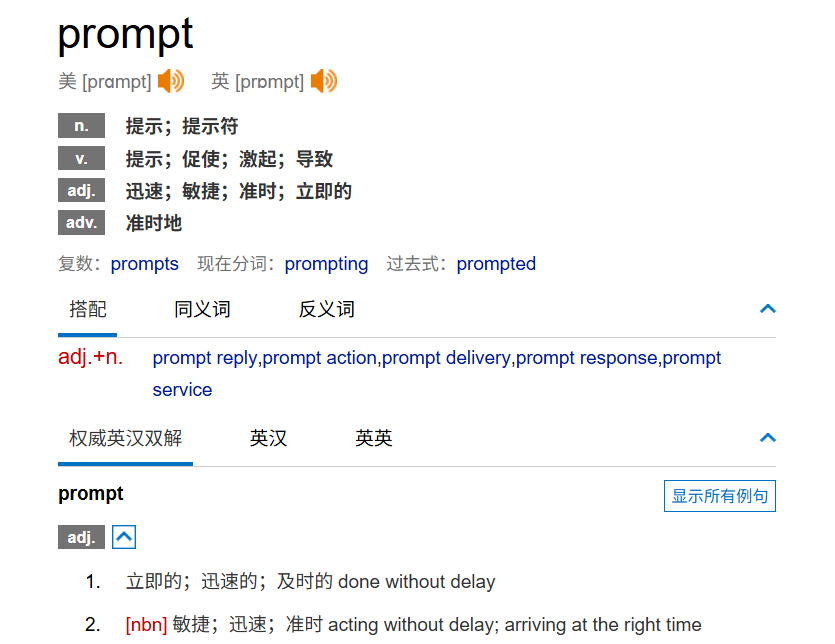 prompt
美 [prɑmpt] 英 [prɒmpt]
n. 提示；提示符
v. 提示；促使；激起；导致
adj. 迅速；敏捷；准时；立即的
adv. 准时地
复数：prompts 现在分词：prompting 过去式：prompted
搭配 同义词 反义词
adj.+n. prompt reply,prompt action,prompt delivery,prompt response,prompt
service
权威英汉双解 英汉 英英
prompt 显示所有例句
adj.
1. 立即的；迅速的；及时的 done without delay
2. [nbn] 敏捷；迅速；准时 acting without delay; arriving at the right time